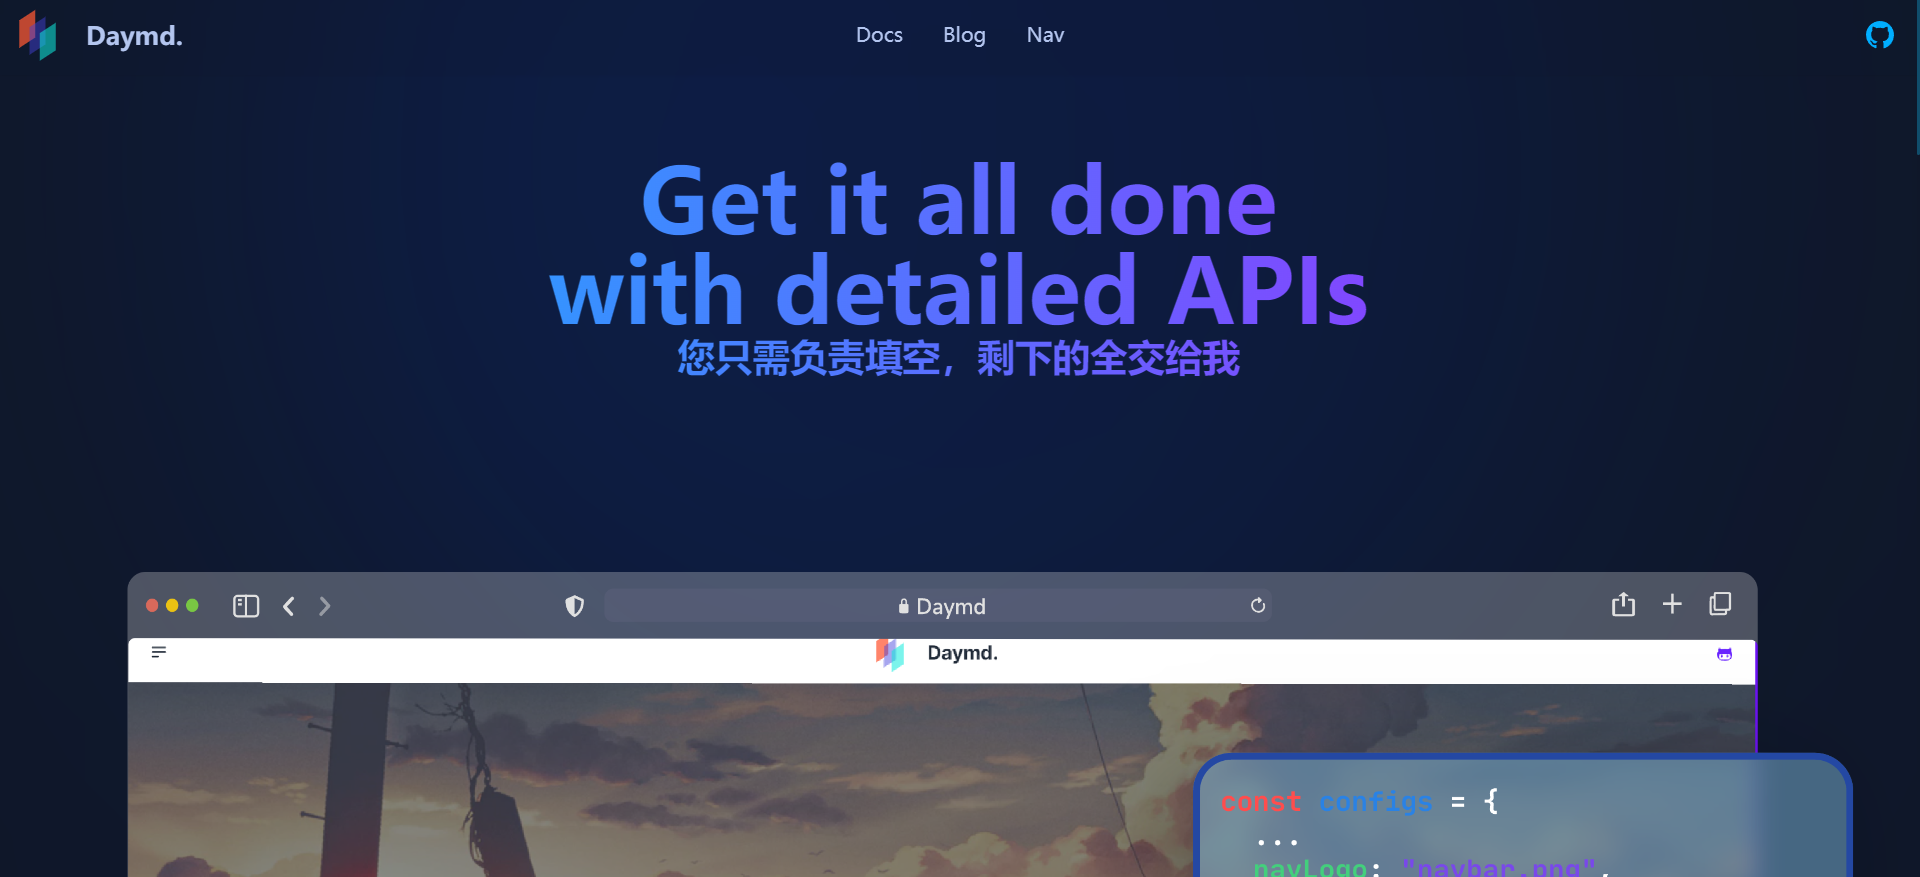 Daymd.
Docs
Blog
Nav
Get it all done
with detailed APIs
您只需负责填空，剩下的全交给我
Daymd
Daymd.
const configs = {
...
navLogo: "navbar.png",